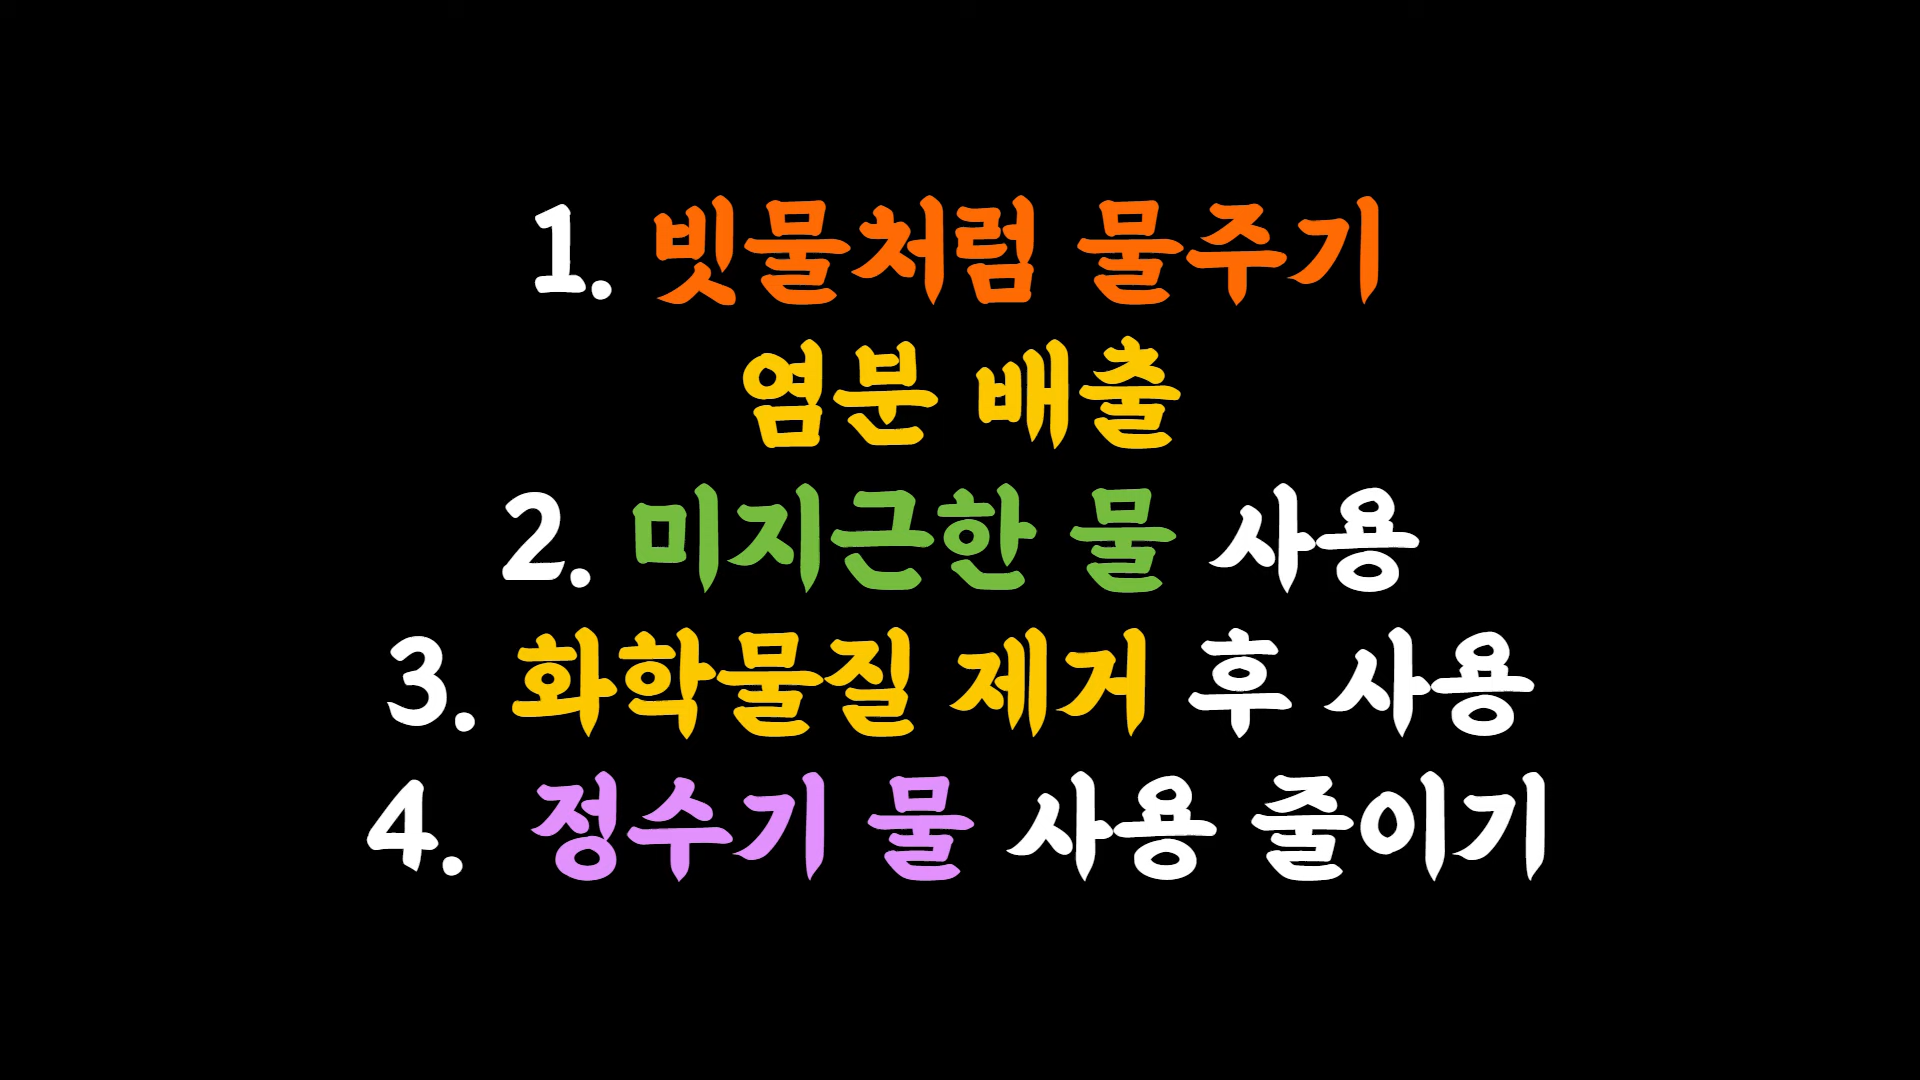 1. 빗물처럼 물주기
염분 배출
2. 미지근한 물 사용
3. 화학물질 제거 후 사용
4. 정수기 물 사용 줄이기